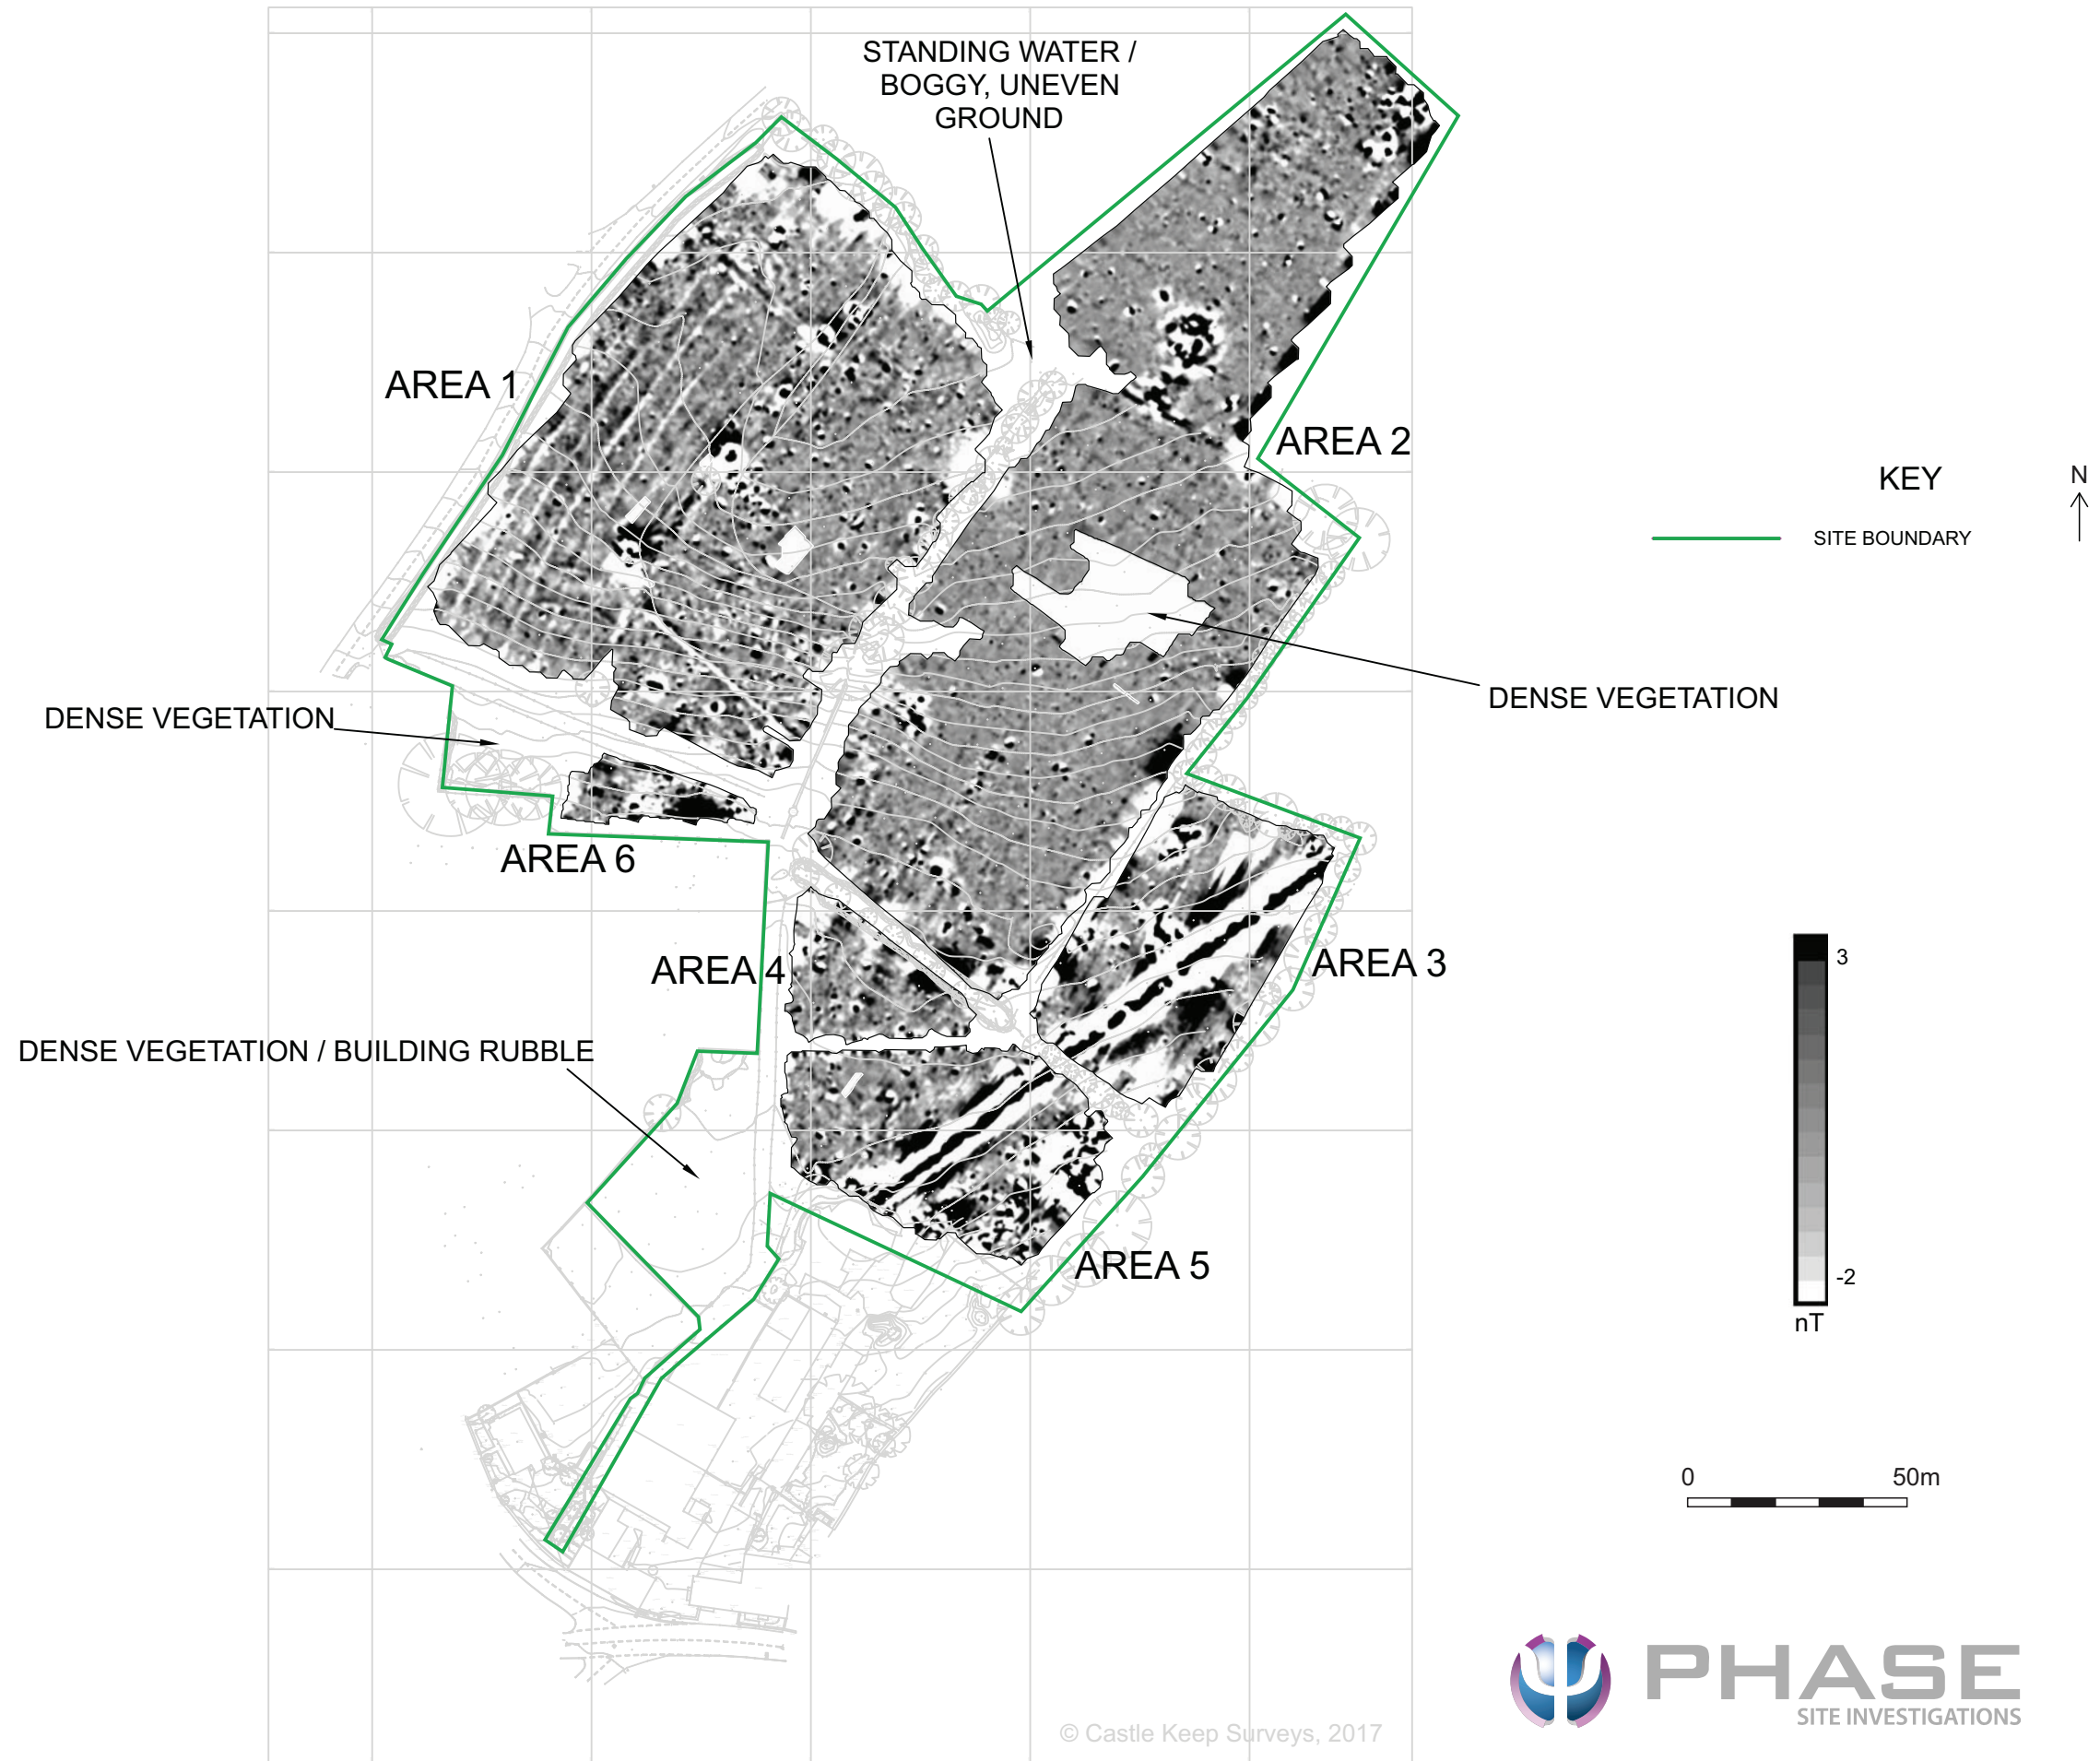 STANDING WATER /
BOGGY, UNEVEN
GROUND
AREA 1
AREA 2
KEY
N
SITE BOUNDARY
DENSE VEGETATION
DENSE VEGETATION
AREA 6
AREA 4
AREA 3
3
DENSE VEGETATION / BUILDING RUBBLE
AREA 5
-2
nT
0 50m
PHASE
SITE INVESTIGATIONS
© Castle Keep Surveys, 2017